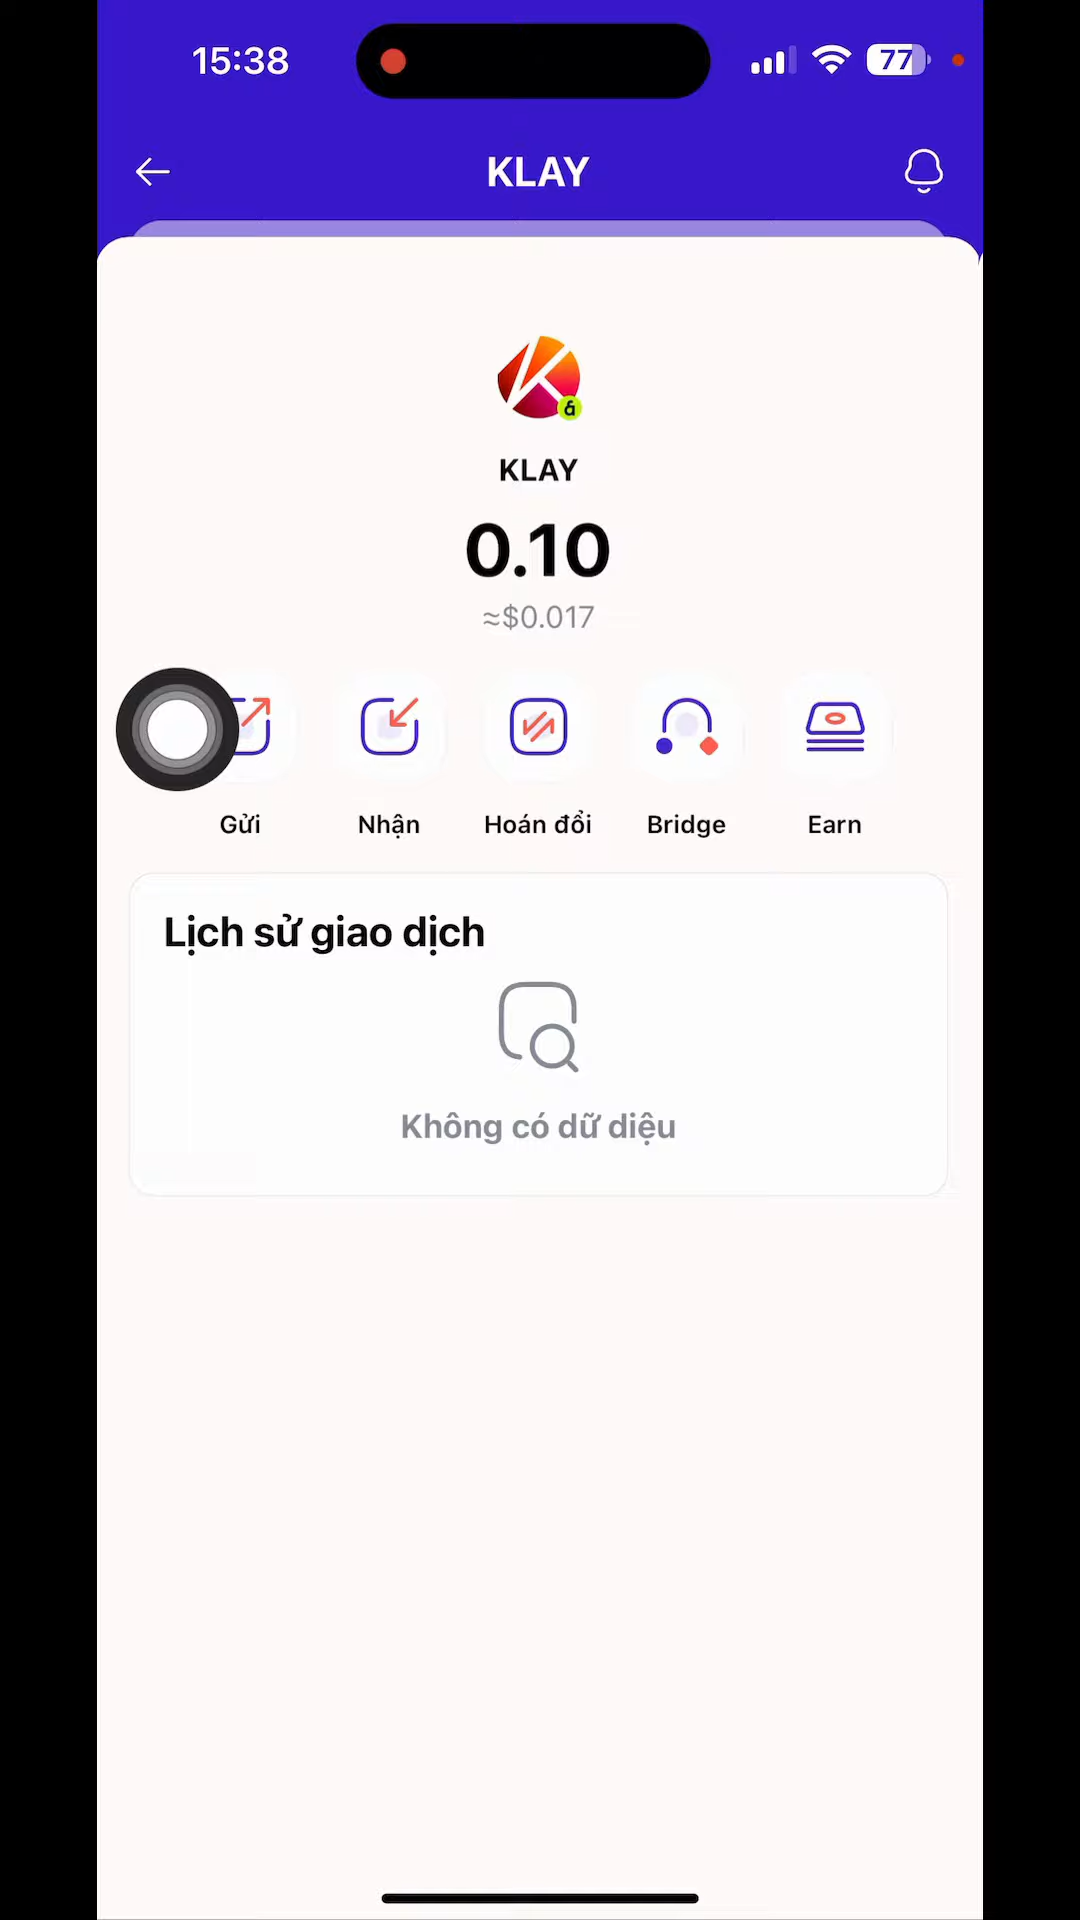 15:38
77
KLAY
KLAY
0.10
≈$0.017
Gửi
Nhận
Hoán đổi
Bridge
Earn
Lịch sử giao dịch
Không có dữ diệu